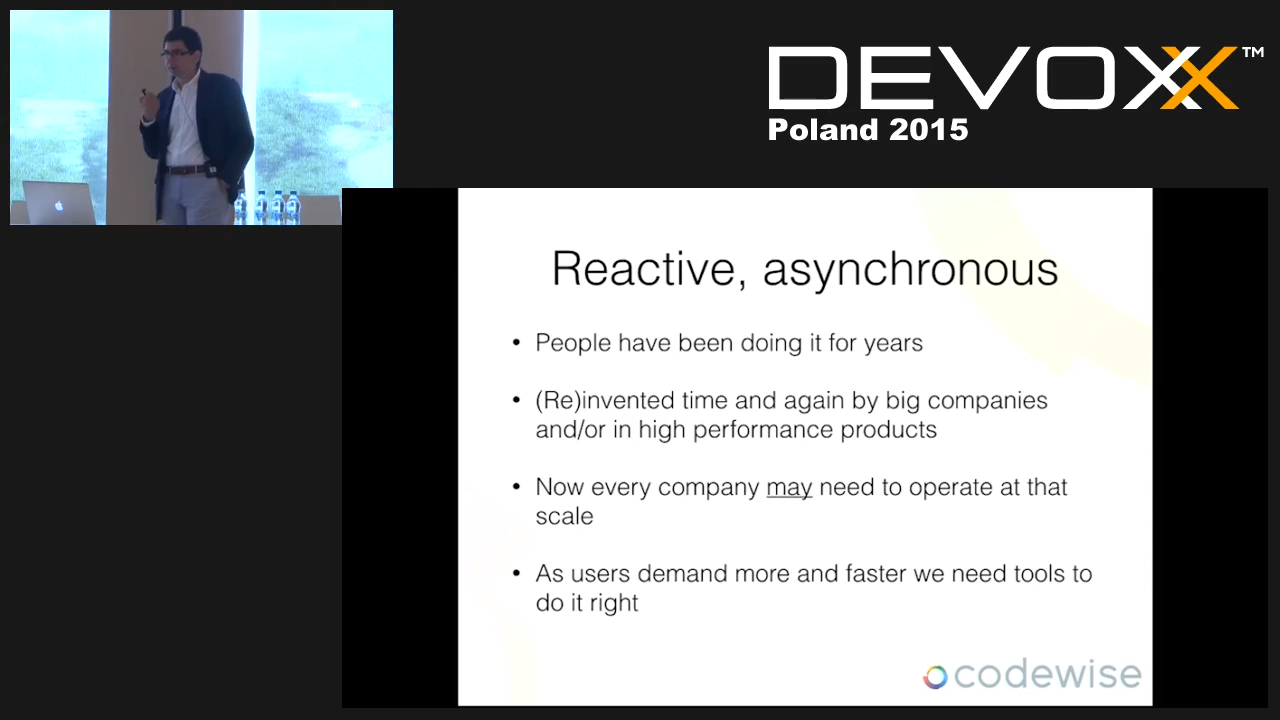 DEVOXX™
Poland 2015
Reactive, asynchronous
• People have been doing it for years
• (Re)invented time and again by big companies
and/or in high performance products
• Now every company may need to operate at that
scale
• As users demand more and faster we need tools to
do it right
codewise